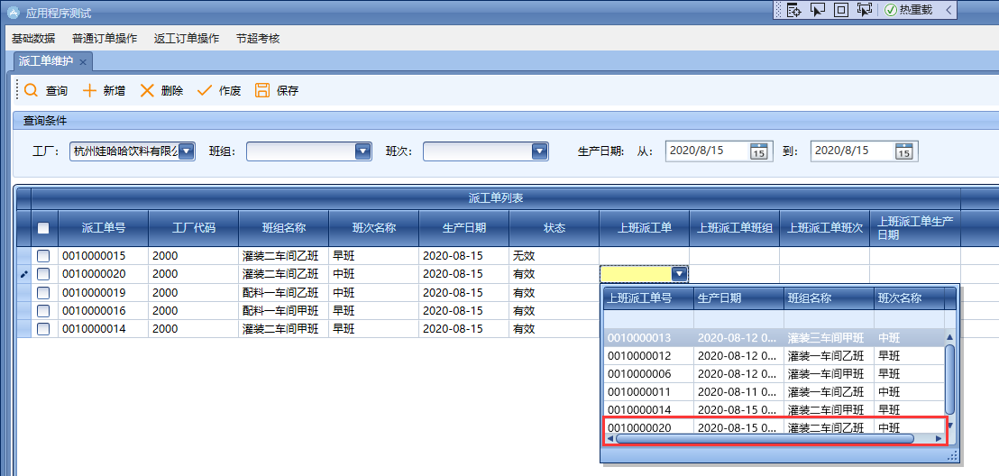 应用程序测试
热重载
基础数据 普通订单操作 返工订单操作 节超考核
派工单维护
查询 新增 删除 作废 保存
查询条件
工厂: 杭州娃哈哈饮料有限公 班组: 班次: 生产日期: 从: 2020/8/15 15 到: 2020/8/15 15
派工单列表
派工单号 工厂代码 班组名称 班次名称 生产日期 状态 上班派工单 上班派工单班组 上班派工单班次 上班派工单生产日期
0010000015 2000 灌装二车间乙班 早班 2020-08-15 无效
0010000020 2000 灌装二车间乙班 中班 2020-08-15 有效
0010000019 2000 配料一车间乙班 中班 2020-08-15 有效
0010000016 2000 配料一车间甲班 早班 2020-08-15 有效
0010000014 2000 灌装二车间甲班 早班 2020-08-15 有效
上班派工单号 生产日期 班组名称 班次名称
0010000013 2020-08-12 0... 灌装三车间甲班 中班
0010000012 2020-08-12 0... 灌装一车间乙班 早班
0010000006 2020-08-12 0... 灌装一车间甲班 早班
0010000011 2020-08-11 0... 灌装一车间乙班 中班
0010000014 2020-08-15 0... 灌装二车间甲班 早班
0010000020 2020-08-15 0... 灌装二车间乙班 中班